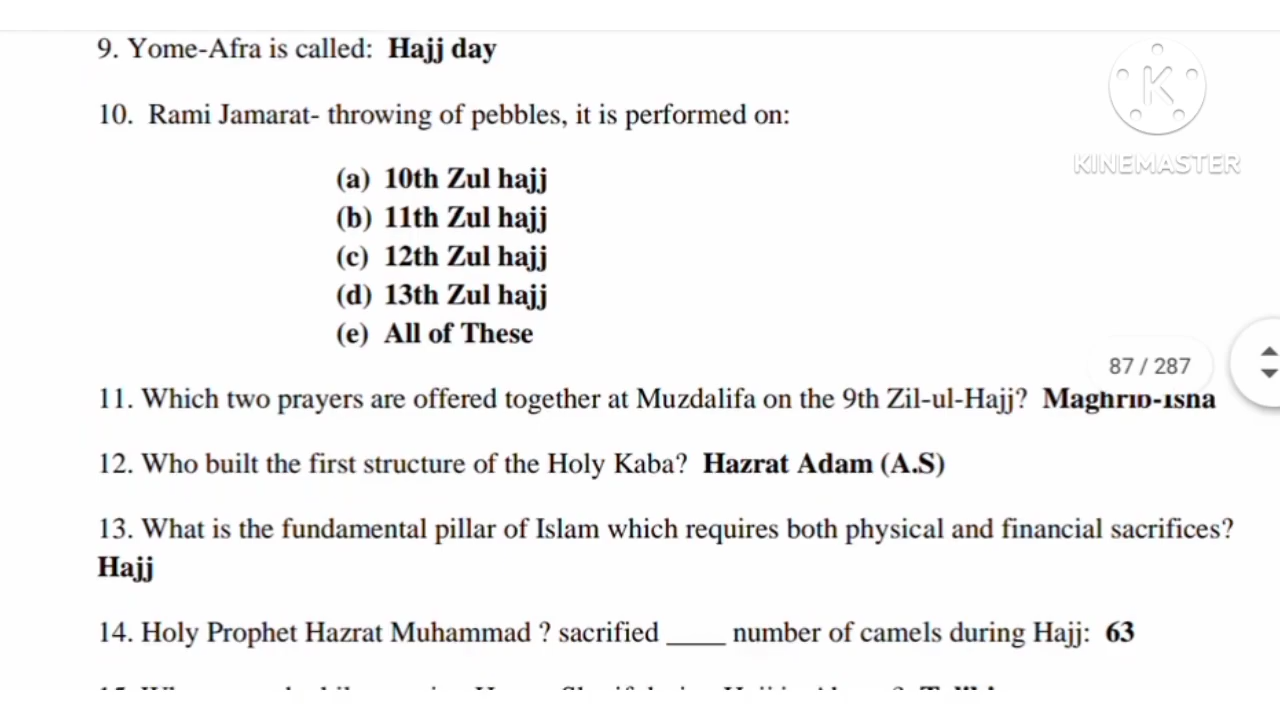 9. Yome-Afra is called: Hajj day
10. Rami Jamarat- throwing of pebbles, it is performed on:
K
KINEMASTER
(a) 10th Zul hajj
(b) 11th Zul hajj
(c) 12th Zul hajj
(d) 13th Zul hajj
(e) All of These
87 / 287
11. Which two prayers are offered together at Muzdalifa on the 9th Zil-ul-Hajj? Maghrib-Isha
12. Who built the first structure of the Holy Kaba? Hazrat Adam (A.S)
13. What is the fundamental pillar of Islam which requires both physical and financial sacrifices?
Hajj
14. Holy Prophet Hazrat Muhammad ? sacrified ____ number of camels during Hajj: 63